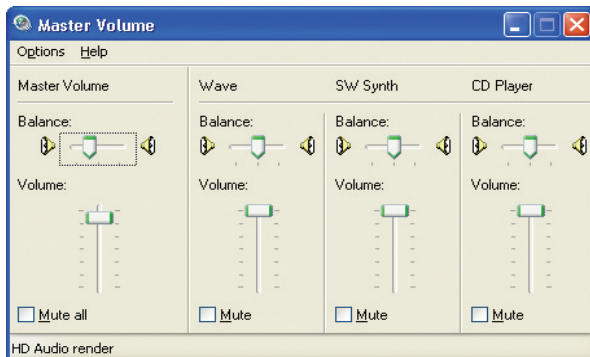 Master Volume
Options Help
Master Volume Wave SW Synth CD Player
Balance: Balance: Balance: Balance:
Volume: Volume: Volume: Volume:
Mute all Mute Mute Mute
HD Audio render